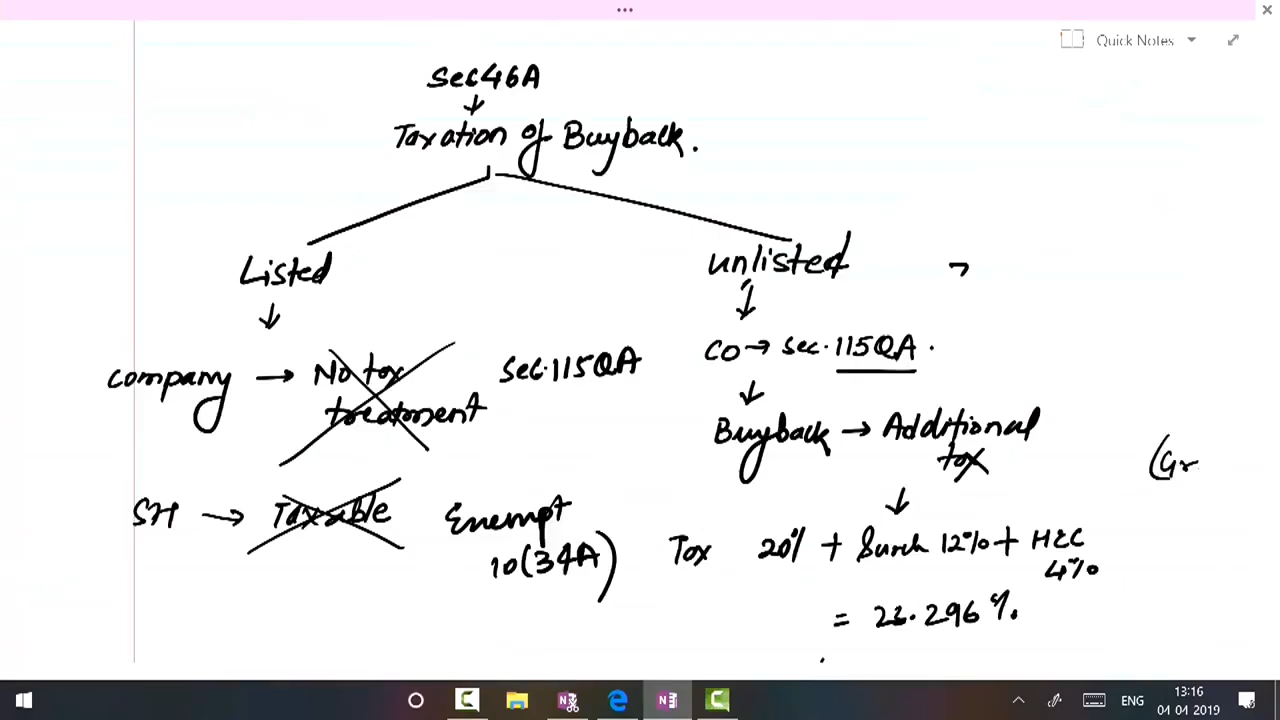 Quick Notes
Sec46A
Taxation of Buyback.
Listed
unlisted
company → No tax treatment
Sec.115QA
CO → Sec. 115QA.
Buyback → Additional tax
SH → Taxable
Exempt
10(34A)
Tax 20% + Surch 12% + HEC 4%
= 23.296%.
(Gr
ENG
13:16
04-04-2019